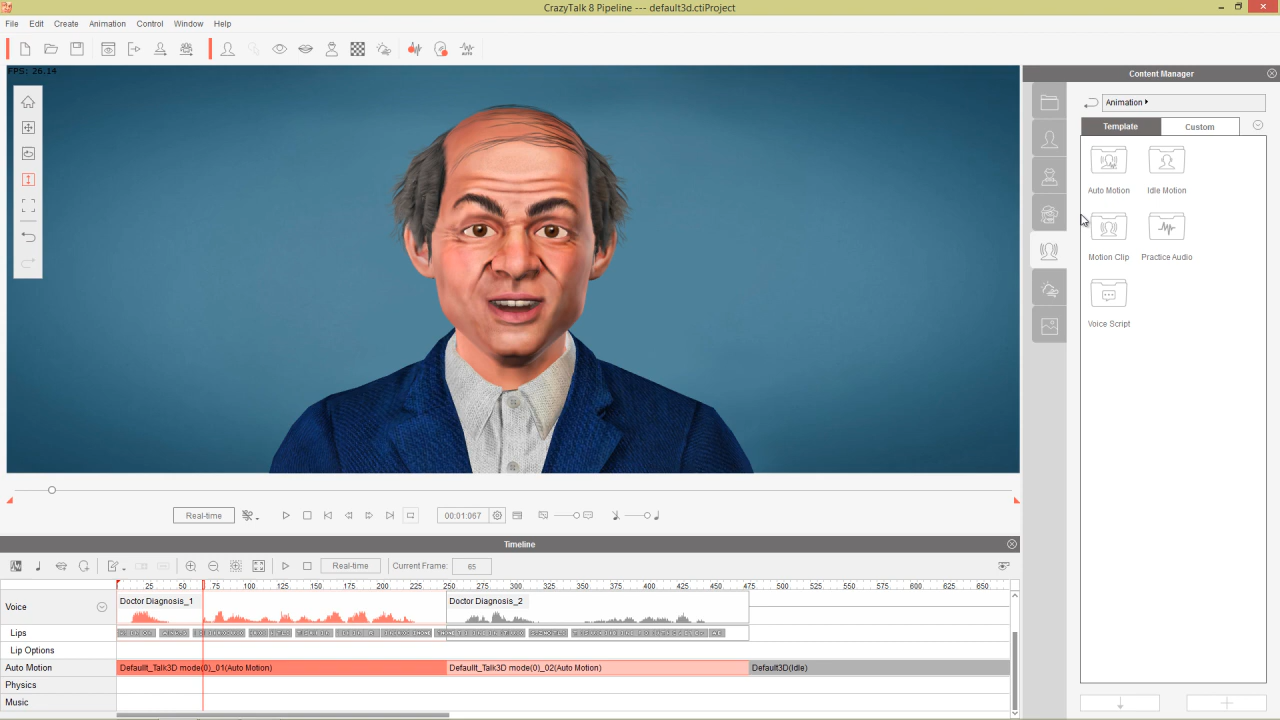 CrazyTalk 8 Pipeline --- default3d.ctiProject
File Edit Create Animation Control Window Help
FPS: 26.14
Content Manager
Animation
Template Custom
Auto Motion Idle Motion
Motion Clip Practice Audio
Voice Script
Real-time 00:01:067
Timeline
AUTO
Real-time Current Frame: 65
25 50 75 100 125 150 175 200 225 250 275 300 325 350 375 400 425 450 475 500 525 550 575 600 625 650
Voice Doctor Diagnosis_1 Doctor Diagnosis_2
Lips
Lip Options
Auto Motion Defaullt_Talk3D mode(0)_01(Auto Motion) Defaullt_Talk3D mode(0)_02(Auto Motion) Default3D(Idle)
Physics
Music